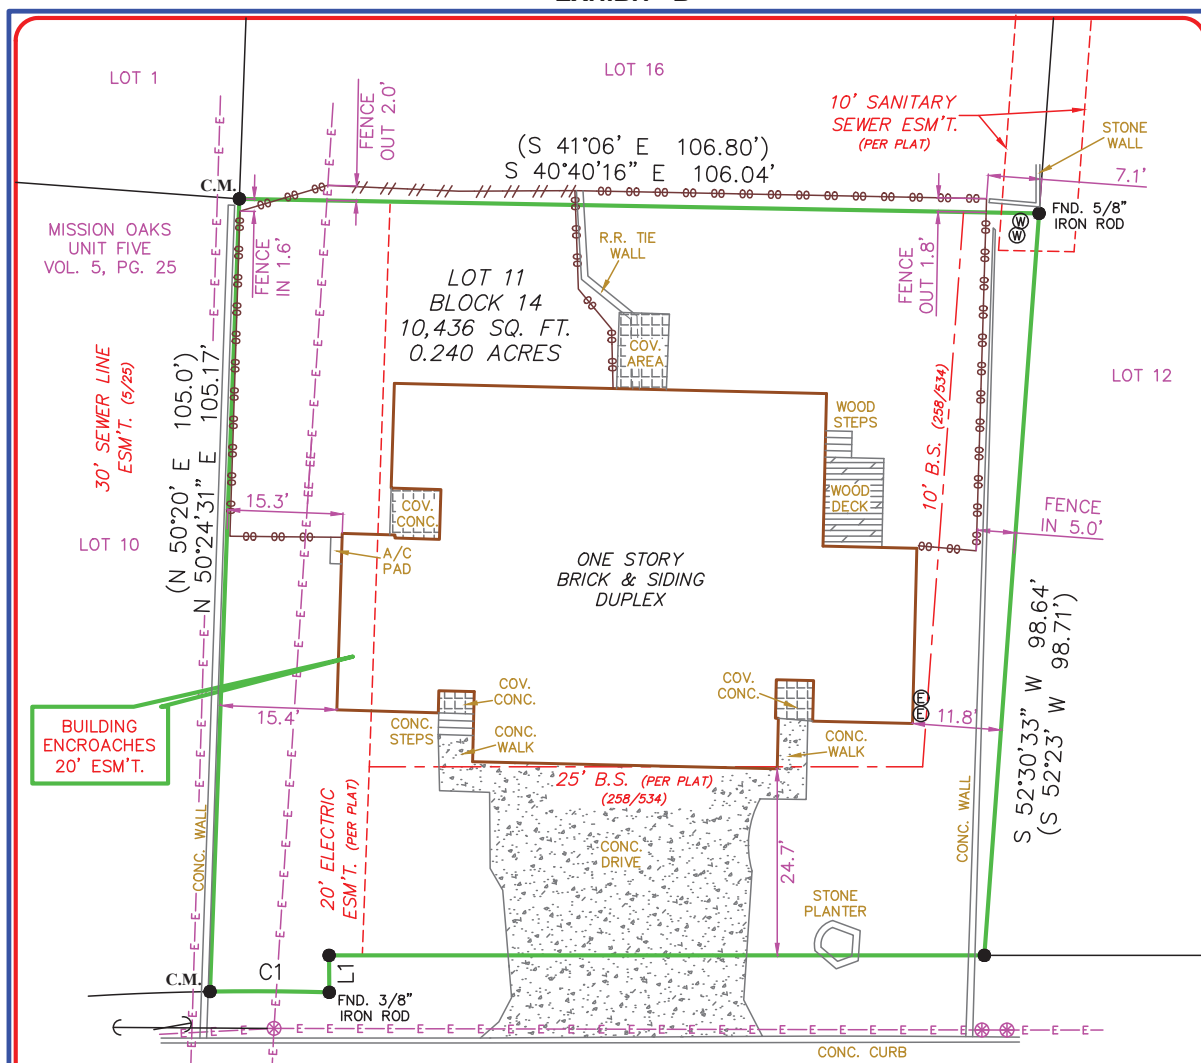 LOT 1
LOT 16
FENCE
OUT 2.0'
10' SANITARY
SEWER ESM'T.
(PER PLAT)
STONE
WALL
(S 41°06' E 106.80')
S 40°40'16" E 106.04'
7.1'
C.M.
FND. 5/8"
IRON ROD
W
W
MISSION OAKS
UNIT FIVE
VOL. 5, PG. 25
FENCE
IN 1.6'
R.R. TIE
WALL
FENCE
OUT 1.8'
LOT 11
BLOCK 14
10,436 SQ. FT.
0.240 ACRES
COV.
AREA
30' SEWER LINE
ESM'T. (5/25)
(N 50°20' E 105.0')
N 50°24'31" E 105.17'
LOT 12
10' B.S. (258/534)
WOOD
STEPS
WOOD
DECK
15.3'
COV.
CONC.
FENCE
IN 5.0'
LOT 10
A/C
PAD
ONE STORY
BRICK & SIDING
DUPLEX
S 52°30'33" W 98.64'
(S 52°23' W 98.71')
COV.
CONC.
COV.
CONC.
E
E
15.4'
11.8'
BUILDING
ENCROACHES
20' ESM'T.
CONC.
STEPS
CONC.
WALK
CONC.
WALK
25' B.S. (PER PLAT)
(258/534)
20' ELECTRIC
ESM'T. (PER PLAT)
CONC. WALL
CONC.
DRIVE
24.7'
CONC. WALL
STONE
PLANTER
C.M.
C1
L1
FND. 3/8"
IRON ROD
CONC. CURB